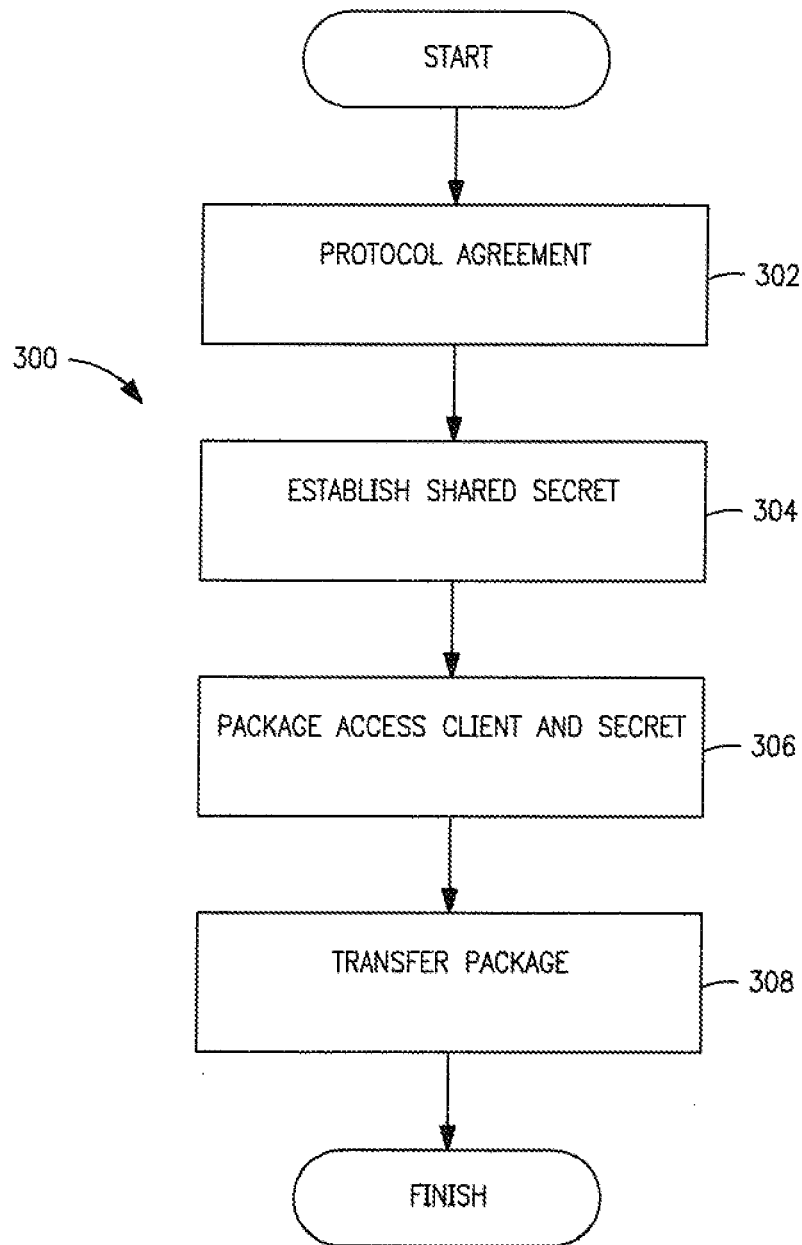 START
PROTOCOL AGREEMENT
302
300
ESTABLISH SHARED SECRET
304
PACKAGE ACCESS CLIENT AND SECRET
306
TRANSFER PACKAGE
308
FINISH